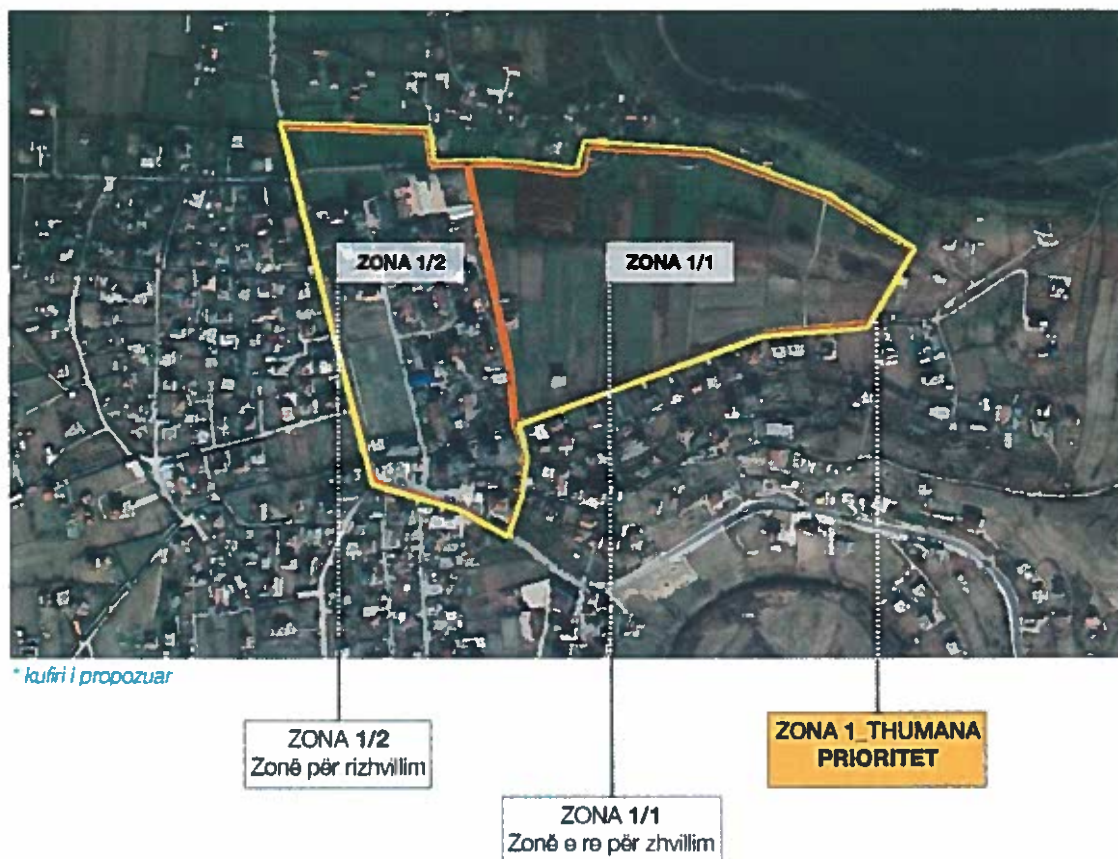 ZONA 1/2
ZONA 1/1
* kufiri i propozuar
ZONA 1/2
Zonë për rizhvillim
ZONA 1_THUMANA
PRIORITET
ZONA 1/1
Zonë e re për zhvillim